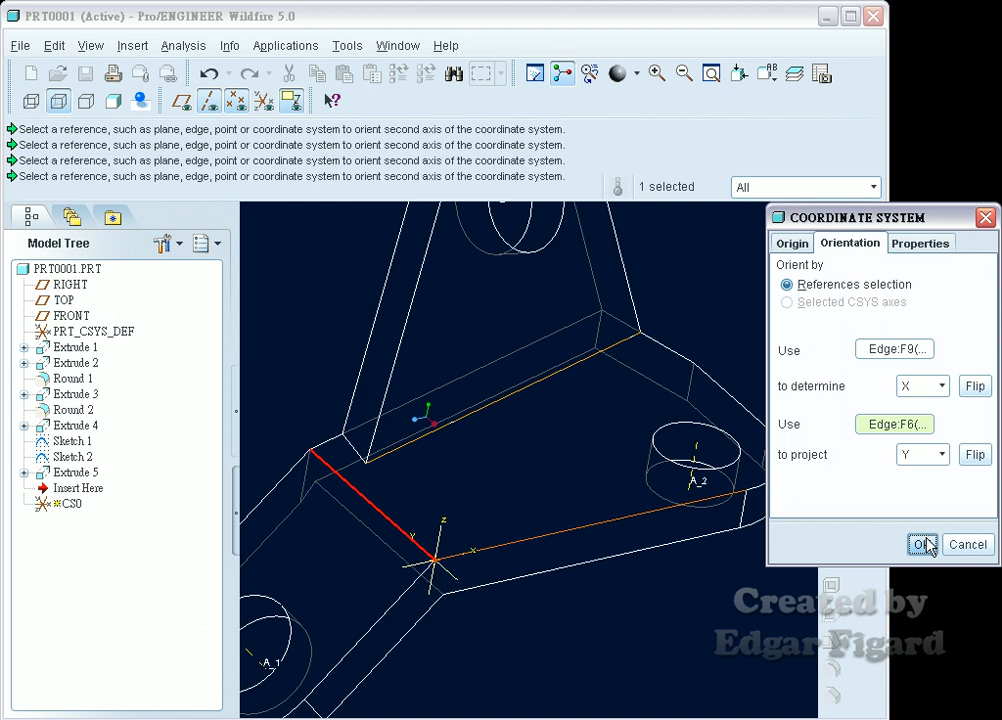 PRT0001 (Active) - Pro/ENGINEER Wildfire 5.0
File Edit View Insert Analysis Info Applications Tools Window Help
Select a reference, such as plane, edge, point or coordinate system to orient second axis of the coordinate system.
Select a reference, such as plane, edge, point or coordinate system to orient second axis of the coordinate system.
Select a reference, such as plane, edge, point or coordinate system to orient second axis of the coordinate system.
Select a reference, such as plane, edge, point or coordinate system to orient second axis of the coordinate system.
1 selected
All
Model Tree
PRT0001.PRT
RIGHT
TOP
FRONT
PRT_CSYS_DEF
Extrude 1
Extrude 2
Round 1
Extrude 3
Round 2
Extrude 4
Sketch 1
Sketch 2
Extrude 5
Insert Here
CS0
A_2
z
Y
x
A_1
COORDINATE SYSTEM
Origin Orientation Properties
Orient by
References selection
Selected CSYS axes
Use Edge:F9(...
to determine X Flip
Use Edge:F6(...
to project Y Flip
OK Cancel
Created by
Edgar Figard